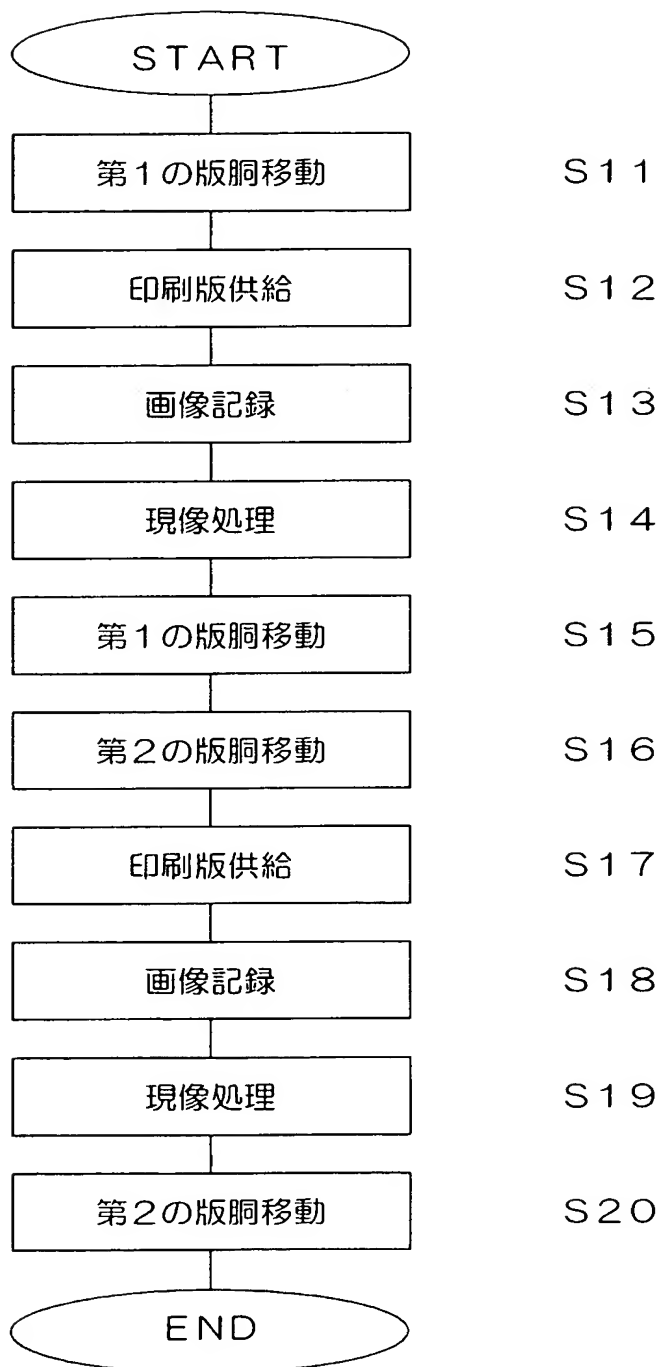 START
第1の版胴移動 S11
印刷版供給 S12
画像記録 S13
現像処理 S14
第1の版胴移動 S15
第2の版胴移動 S16
印刷版供給 S17
画像記録 S18
現像処理 S19
第2の版胴移動 S20
END